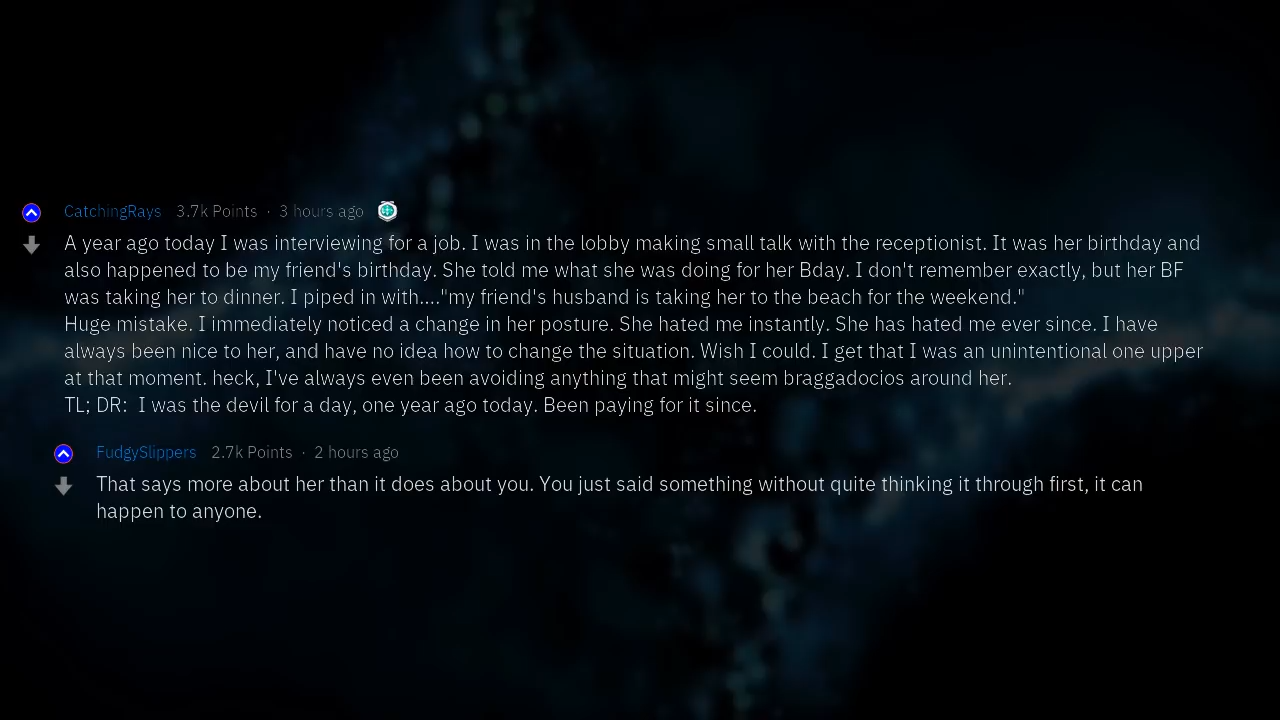 CatchingRays 3.7k Points · 3 hours ago
A year ago today I was interviewing for a job. I was in the lobby making small talk with the receptionist. It was her birthday and
also happened to be my friend's birthday. She told me what she was doing for her Bday. I don't remember exactly, but her BF
was taking her to dinner. I piped in with...."my friend's husband is taking her to the beach for the weekend."
Huge mistake. I immediately noticed a change in her posture. She hated me instantly. She has hated me ever since. I have
always been nice to her, and have no idea how to change the situation. Wish I could. I get that I was an unintentional one upper
at that moment. heck, I've always even been avoiding anything that might seem braggadocios around her.
TL; DR: I was the devil for a day, one year ago today. Been paying for it since.
FudgySlippers 2.7k Points · 2 hours ago
That says more about her than it does about you. You just said something without quite thinking it through first, it can
happen to anyone.